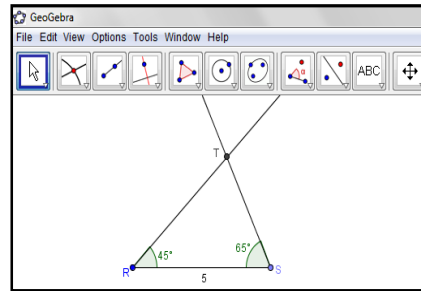 GeoGebra
File Edit View Options Tools Window Help
α ABC
T
45° 65°
R S
5